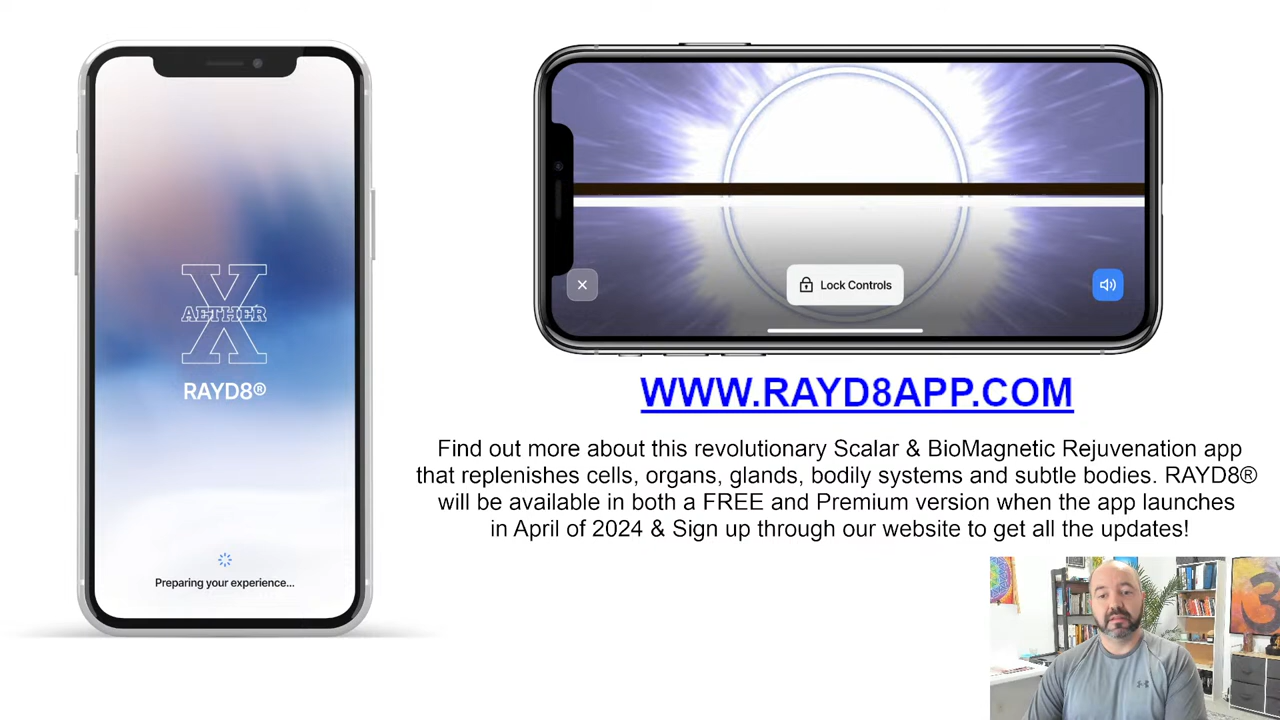 X
AETHER
RAYD8®
Preparing your experience...
Lock Controls
WWW.RAYD8APP.COM
Find out more about this revolutionary Scalar & BioMagnetic Rejuvenation app
that replenishes cells, organs, glands, bodily systems and subtle bodies. RAYD8®
will be available in both a FREE and Premium version when the app launches
in April of 2024 & Sign up through our website to get all the updates!